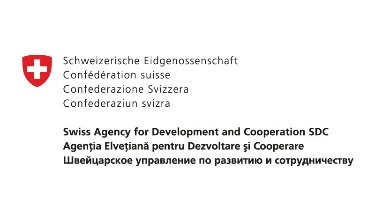 Schweizerische Eidgenossenschaft
Confédération suisse
Confederazione Svizzera
Confederaziun svizra
Swiss Agency for Development and Cooperation SDC
Agenția Elvețiană pentru Dezvoltare şi Cooperare
Швейцарское управление по развитию и сотрудничеству